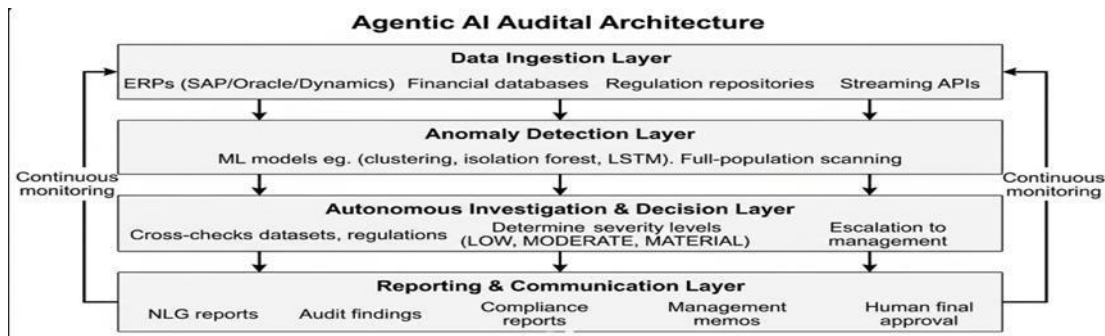 Agentic AI Audital Architecture
Data Ingestion Layer
ERPs (SAP/Oracle/Dynamics) Financial databases Regulation repositories Streaming APIs
Anomaly Detection Layer
ML models eg. (clustering, isolation forest, LSTM). Full-population scanning
Continuous monitoring
Continuous monitoring
Autonomous Investigation & Decision Layer
Cross-checks datasets, regulations
Determine severity levels
(LOW, MODERATE, MATERIAL)
Escalation to
management
Reporting & Communication Layer
NLG reports
Audit findings
Compliance
reports
Management
memos
Human final
approval